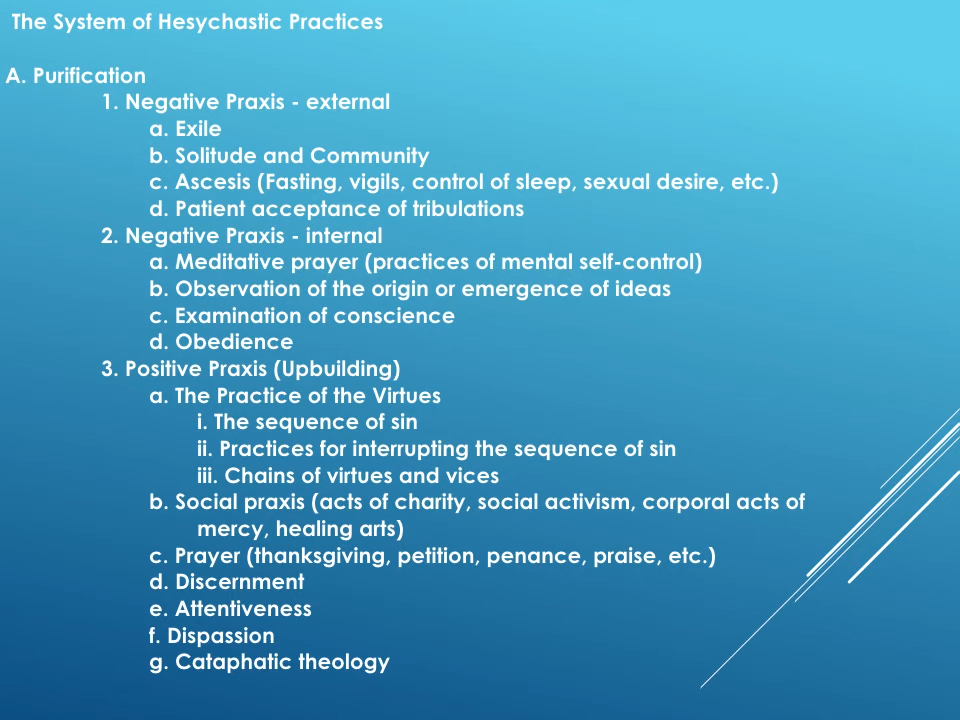 The System of Hesychastic Practices
A. Purification
1. Negative Praxis - external
a. Exile
b. Solitude and Community
c. Ascesis (Fasting, vigils, control of sleep, sexual desire, etc.)
d. Patient acceptance of tribulations
2. Negative Praxis - internal
a. Meditative prayer (practices of mental self-control)
b. Observation of the origin or emergence of ideas
c. Examination of conscience
d. Obedience
3. Positive Praxis (Upbuilding)
a. The Practice of the Virtues
i. The sequence of sin
ii. Practices for interrupting the sequence of sin
iii. Chains of virtues and vices
b. Social praxis (acts of charity, social activism, corporal acts of
mercy, healing arts)
c. Prayer (thanksgiving, petition, penance, praise, etc.)
d. Discernment
e. Attentiveness
f. Dispassion
g. Cataphatic theology